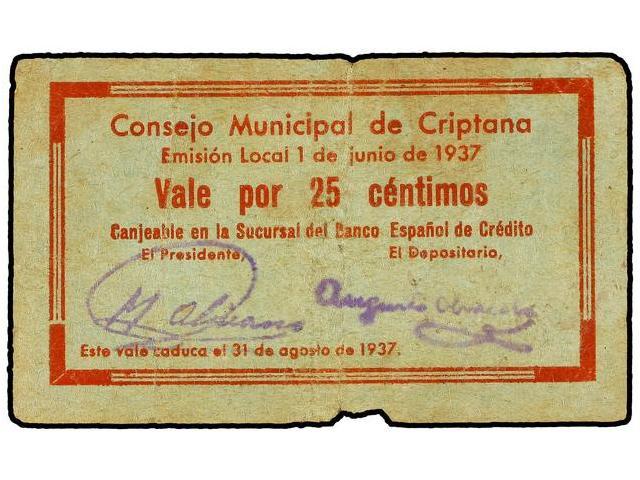 Consejo Municipal de Criptana
Emisión Local 1 de junio de 1937
Vale por 25 céntimos
Canjeable en la Sucursal del Banco Español de Crédito
El Presidente, El Depositario,
Este vale caduca el 31 de agosto de 1937.